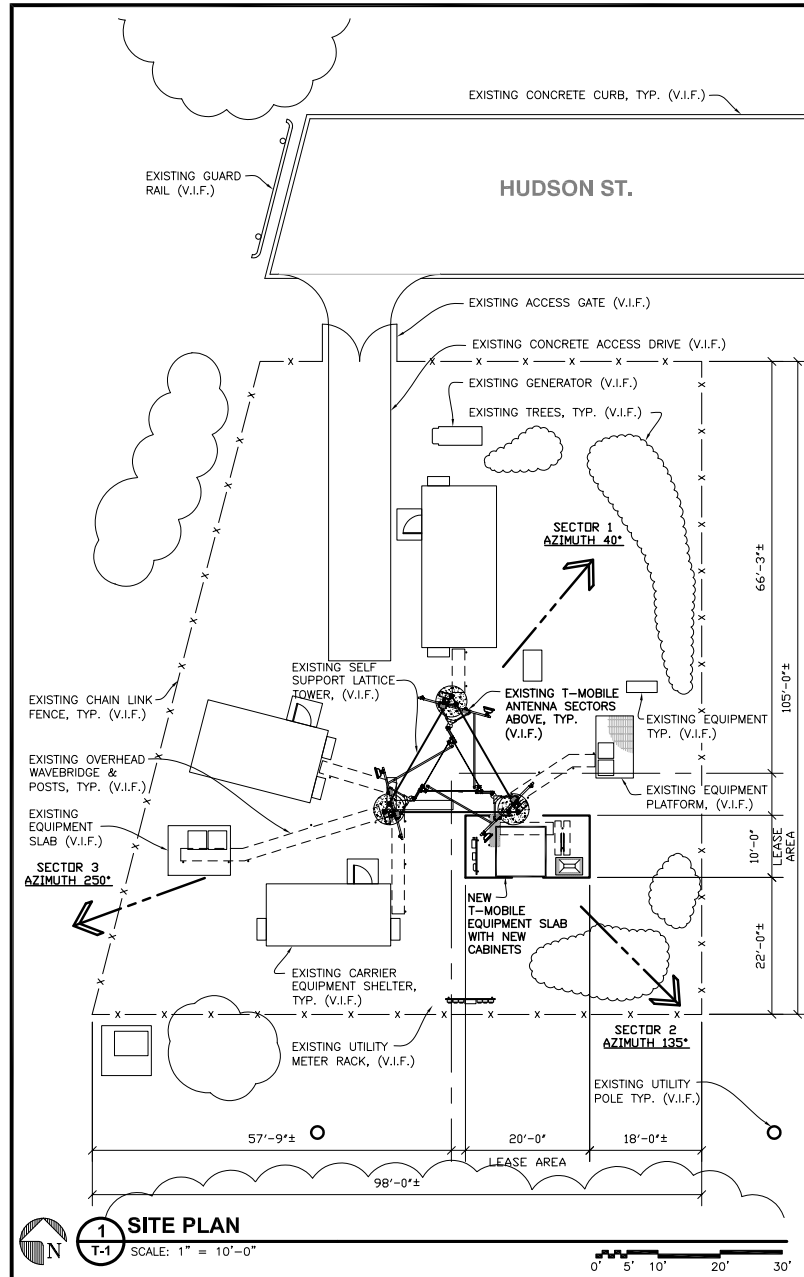 EXISTING CONCRETE CURB, TYP. (V.I.F.)
EXISTING GUARD
RAIL (V.I.F.)
HUDSON ST.
EXISTING ACCESS GATE (V.I.F.)
EXISTING CONCRETE ACCESS DRIVE (V.I.F.)
EXISTING GENERATOR (V.I.F.)
EXISTING TREES, TYP. (V.I.F.)
SECTOR 1
AZIMUTH 40°
66'-3"±
105'-0"±
EXISTING SELF
SUPPORT LATTICE
TOWER, (V.I.F.)
EXISTING CHAIN LINK
FENCE, TYP. (V.I.F.)
EXISTING T-MOBILE
ANTENNA SECTORS
ABOVE, TYP.
(V.I.F.)
EXISTING EQUIPMENT
TYP. (V.I.F.)
EXISTING OVERHEAD
WAVEBRIDGE &
POSTS, TYP. (V.I.F.)
EXISTING EQUIPMENT
PLATFORM, (V.I.F.)
EXISTING
EQUIPMENT
SLAB (V.I.F.)
10'-0"
LEASE
AREA
SECTOR 3
AZIMUTH 250°
NEW
T-MOBILE
EQUIPMENT SLAB
WITH NEW
CABINETS
22'-0"±
EXISTING CARRIER
EQUIPMENT SHELTER,
TYP. (V.I.F.)
SECTOR 2
AZIMUTH 135°
EXISTING UTILITY
METER RACK, (V.I.F.)
EXISTING UTILITY
POLE TYP. (V.I.F.)
57'-9"±
20'-0"
18'-0"±
LEASE AREA
98'-0"±
N
1
T-1
SITE PLAN
SCALE: 1" = 10'-0"
0' 5' 10' 20' 30'
X X X X X X X X X X X X X X X X X X X X X X X X X X X X X X X X X X X X X X X X X X X X X